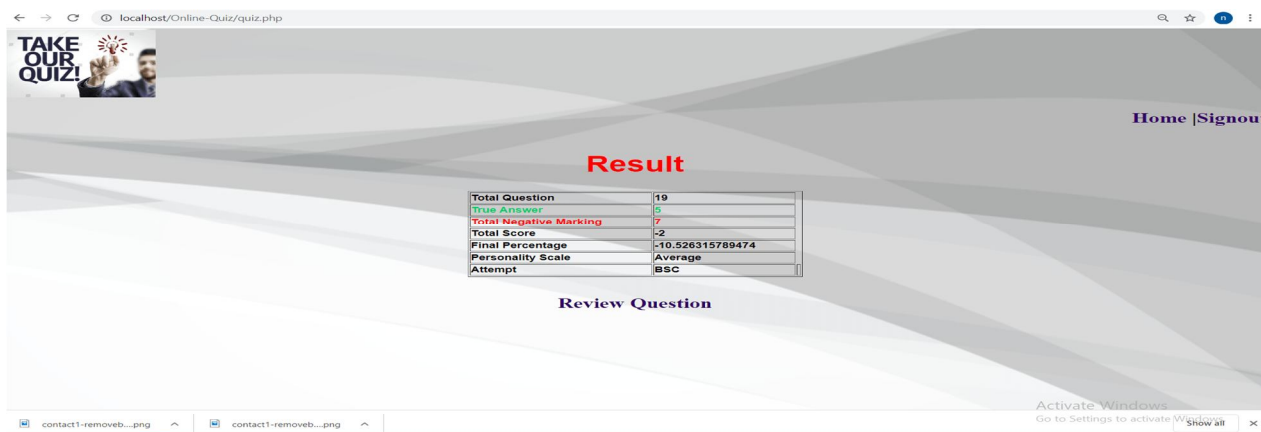 localhost/Online-Quiz/quiz.php
n
TAKE
OUR
QUIZ!
Home |Signou
Result
Total Question 19
True Answer 5
Total Negative Marking 7
Total Score -2
Final Percentage -10.526315789474
Personality Scale Average
Attempt BSC
Review Question
Activate Windows
Go to Settings to activate Windows.
contact1-removeb....png
contact1-removeb....png
Show all